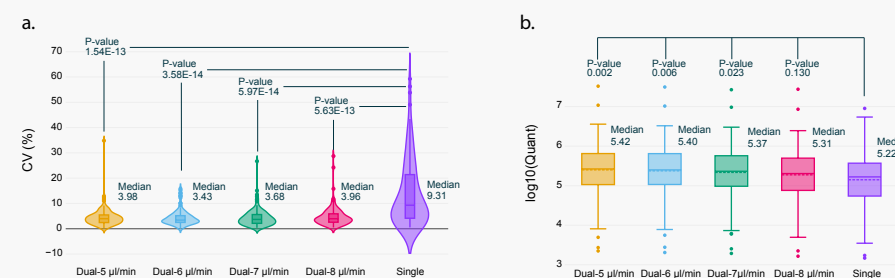 a.
P-value
1.54E-13
P-value
3.58E-14
P-value
5.97E-14
P-value
5.63E-13
CV (%)
70
60
50
40
30
20
10
0
−10
Median
3.98
Median
3.43
Median
3.68
Median
3.96
Median
9.31
Dual-5 µl/min
Dual-6 µl/min
Dual-7 µl/min
Dual-8 µl/min
Single
b.
P-value
0.002
P-value
0.006
P-value
0.023
P-value
0.130
log10(Quant)
7
6
5
4
3
Median
5.42
Median
5.40
Median
5.37
Median
5.31
Med
5.22
Dual-5 µl/min
Dual-6 µl/min
Dual-7µl/min
Dual-8 µl/min
Single